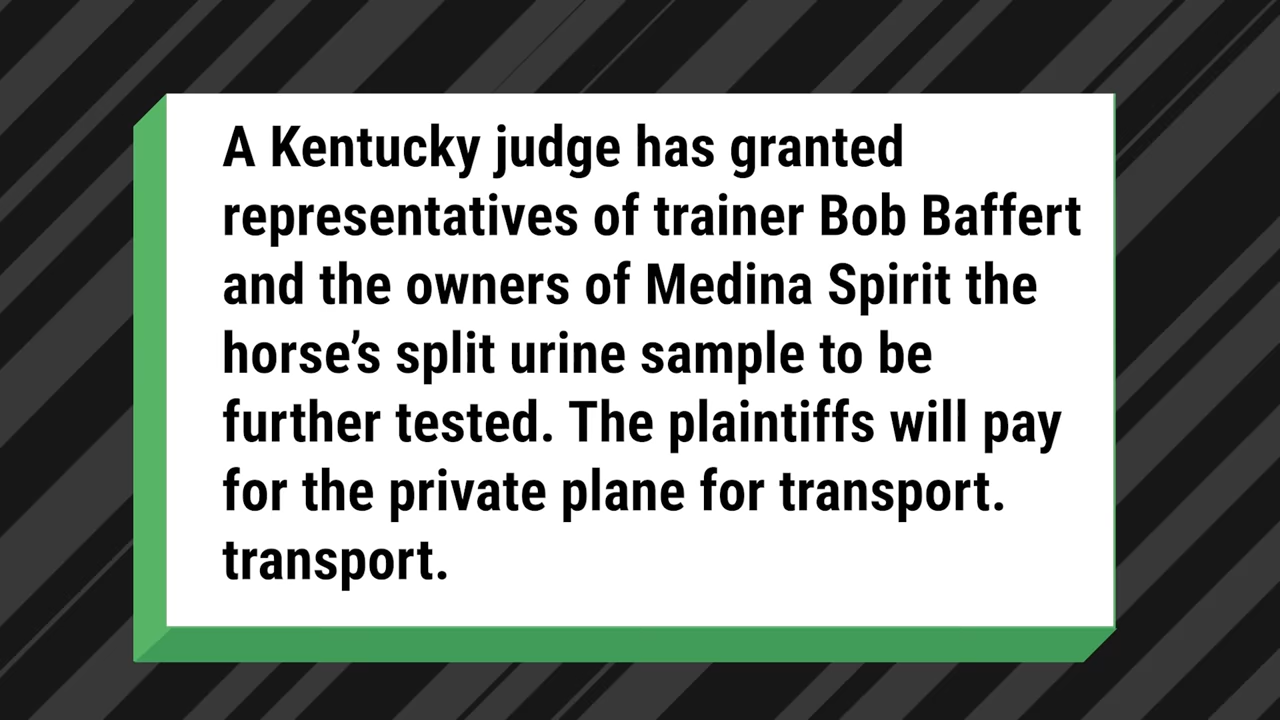 A Kentucky judge has granted
representatives of trainer Bob Baffert
and the owners of Medina Spirit the
horse’s split urine sample to be
further tested. The plaintiffs will pay
for the private plane for transport.
transport.